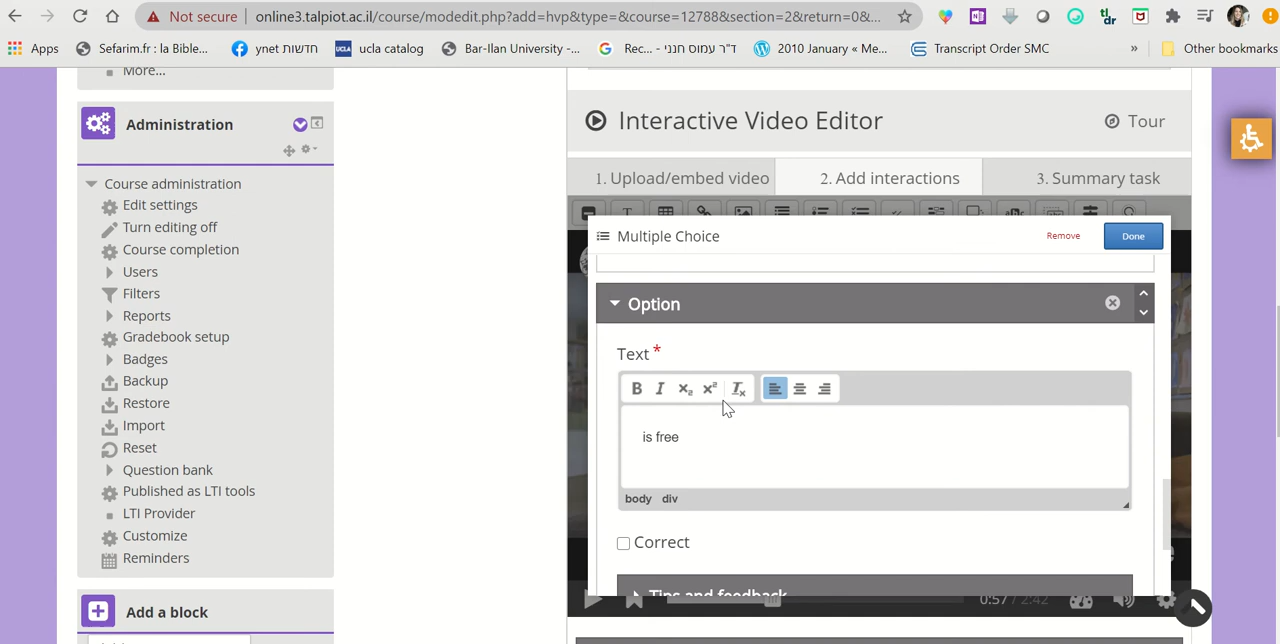 Not secure online3.talpiot.ac.il/course/modedit.php?add=hvp&type=&course=12788&section=2&return=0&...
Apps Sefarim.fr : la Bible... ynet חדשות ucla catalog Bar-Ilan University -... Rec... - ד"ר עמוס חנני 2010 January « Me... Transcript Order SMC » Other bookmarks
More...
Administration
Course administration
Edit settings
Turn editing off
Course completion
Users
Filters
Reports
Gradebook setup
Badges
Backup
Restore
Import
Reset
Question bank
Published as LTI tools
LTI Provider
Customize
Reminders
Add a block
Interactive Video Editor
Tour
1. Upload/embed video
2. Add interactions
3. Summary task
Multiple Choice
Remove
Done
Option
Text *
B I x₂ x² Tx
is free
body div
Correct
Tips and feedback
0:57 / 2:42